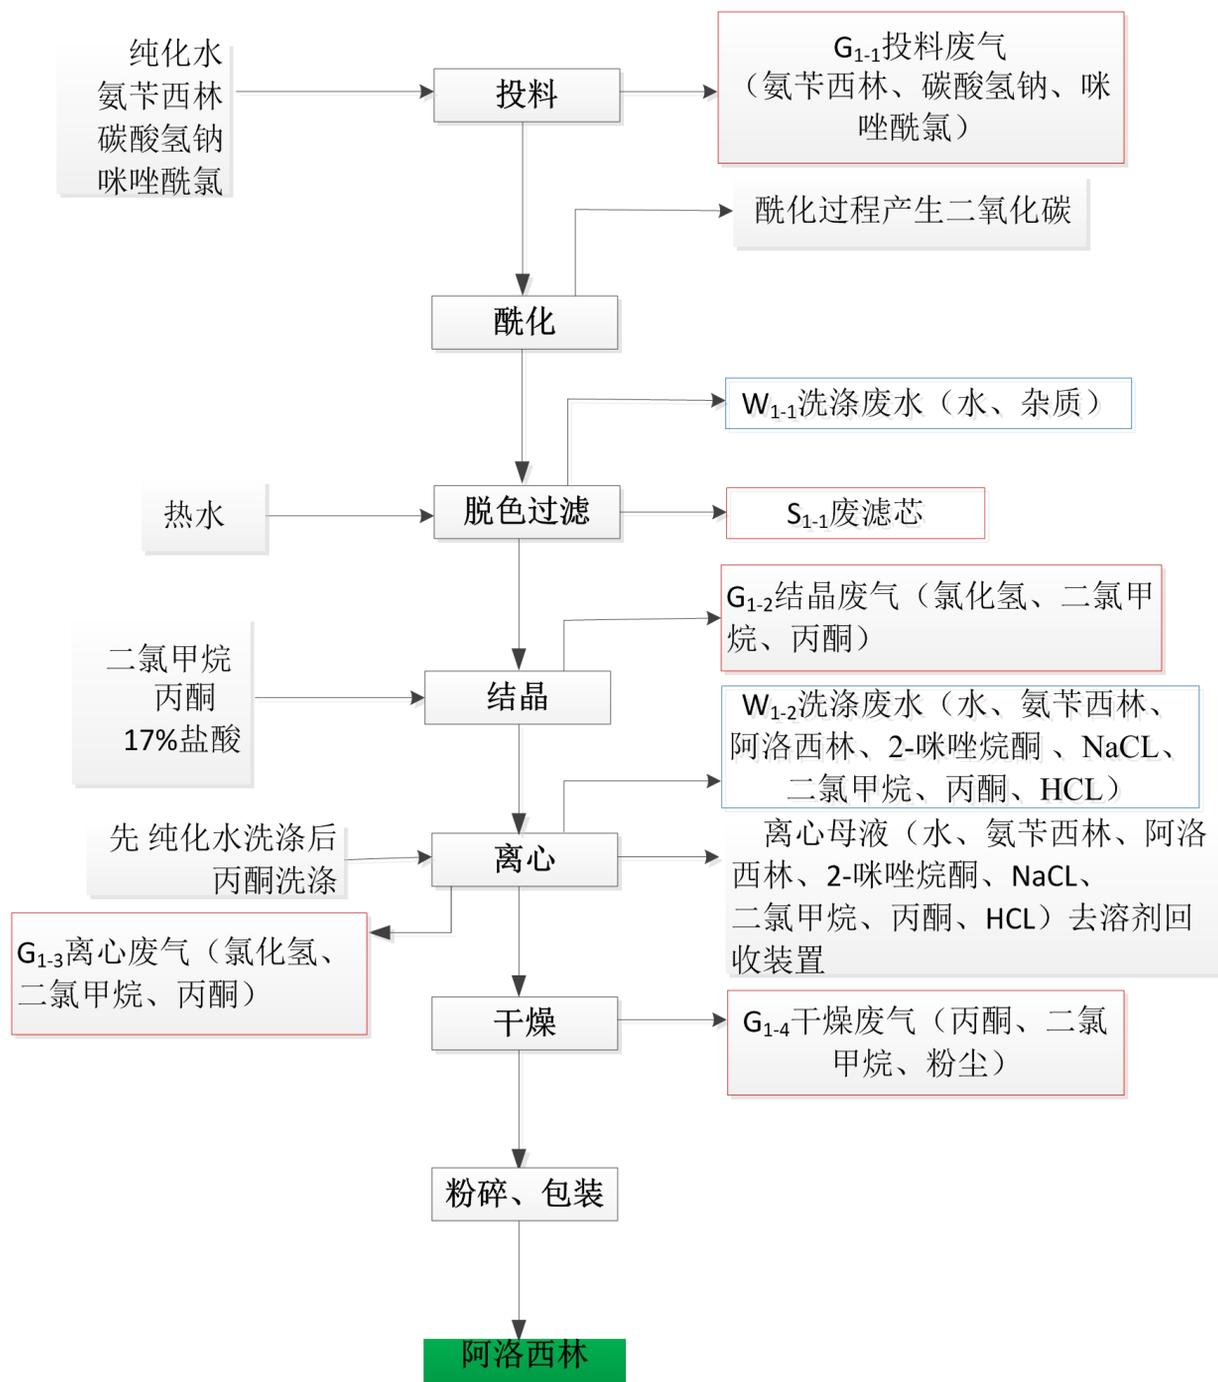 纯化水
氨苄西林
碳酸氢钠
咪唑酰氯
投料
G1-1投料废气
（氨苄西林、碳酸氢钠、咪
唑酰氯）
酰化过程产生二氧化碳
酰化
W1-1洗涤废水（水、杂质）
热水
脱色过滤
S1-1废滤芯
G1-2结晶废气（氯化氢、二氯甲
烷、丙酮）
二氯甲烷
丙酮
17%盐酸
结晶
W1-2洗涤废水（水、氨苄西林、
阿洛西林、2-咪唑烷酮 、NaCL、
二氯甲烷、丙酮、HCL）
先 纯化水洗涤后
丙酮洗涤
离心
离心母液（水、氨苄西林、阿洛
西林、2-咪唑烷酮、NaCL、
二氯甲烷、丙酮、HCL）去溶剂回
收装置
G1-3离心废气（氯化氢、
二氯甲烷、丙酮）
干燥
G1-4干燥废气（丙酮、二氯
甲烷、粉尘）
粉碎、包装
阿洛西林